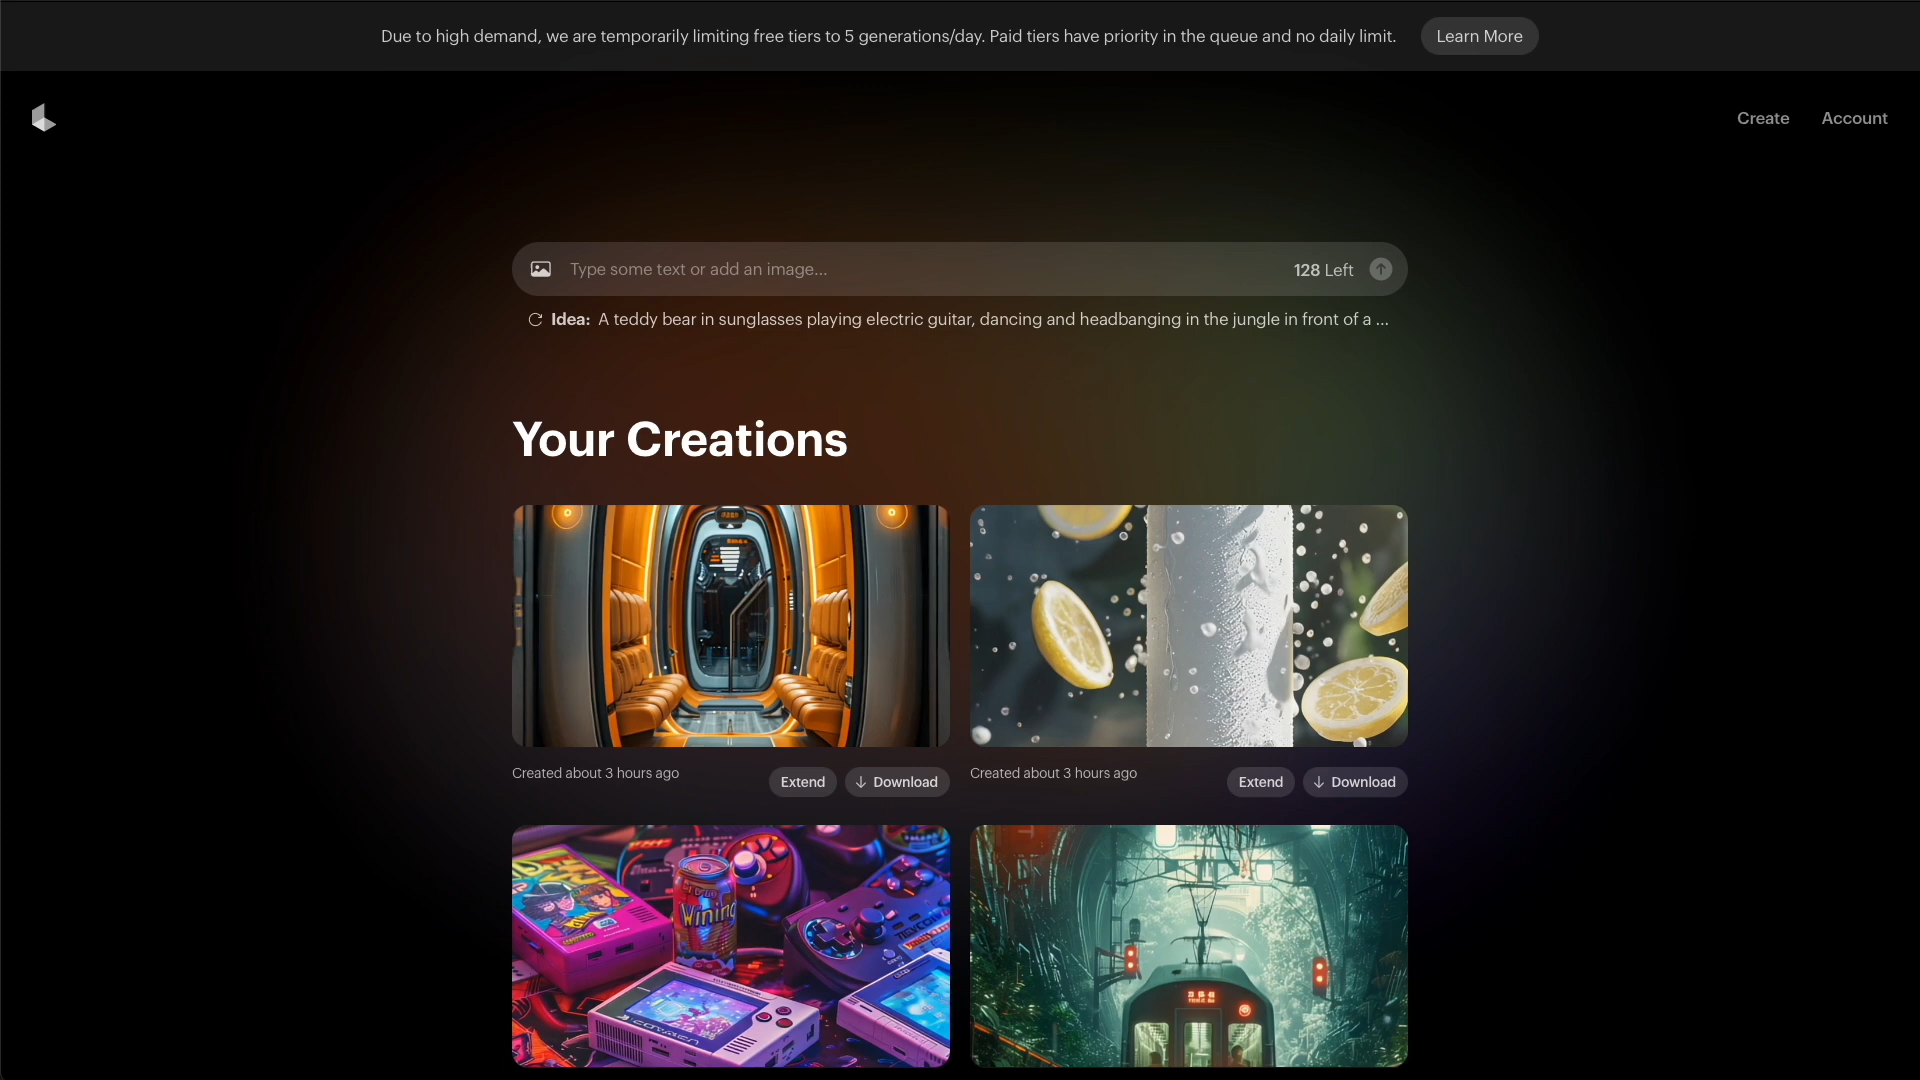 Due to high demand, we are temporarily limiting free tiers to 5 generations/day. Paid tiers have priority in the queue and no daily limit.
Learn More
Create
Account
Type some text or add an image...
128 Left
Idea: A teddy bear in sunglasses playing electric guitar, dancing and headbanging in the jungle in front of a ...
Your Creations
Created about 3 hours ago
Extend
Download
Created about 3 hours ago
Extend
Download
Wining